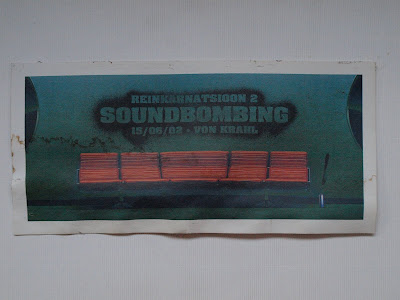 REINKARNATSIOON 2
SOUNDBOMBING
15/06/02 • VON KRAHL